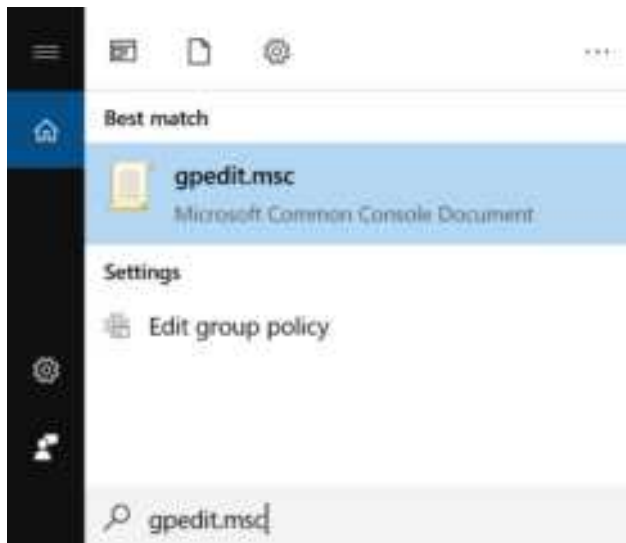 Best match
gpedit.msc
Microsoft Common Console Document
Settings
Edit group policy
gpedit.msc